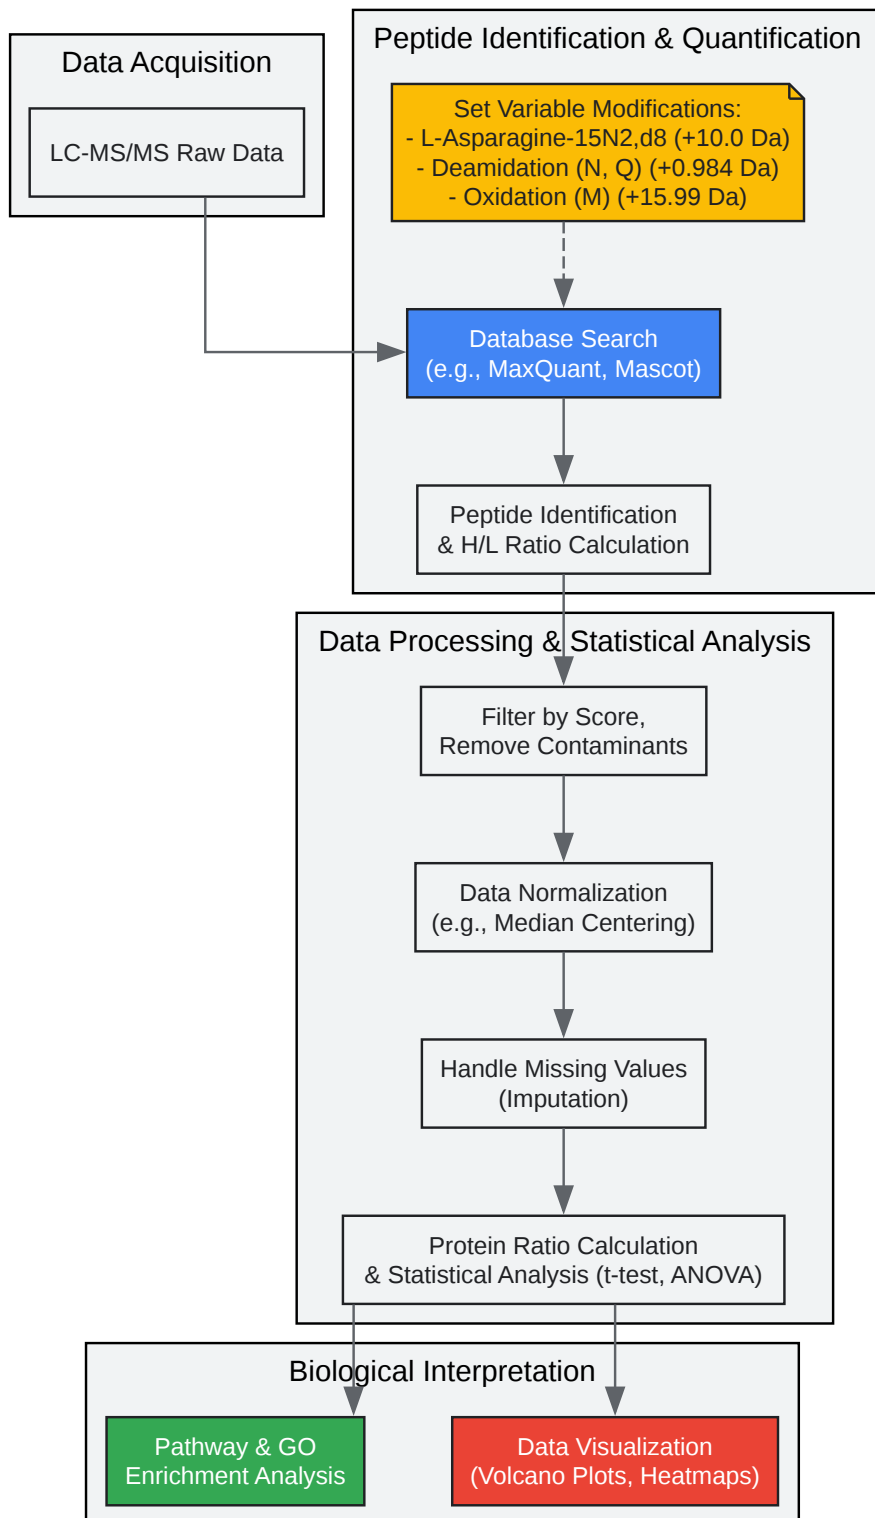 Data Acquisition
LC-MS/MS Raw Data
Peptide Identification & Quantification
Set Variable Modifications:
- L-Asparagine-15N2,d8 (+10.0 Da)
- Deamidation (N, Q) (+0.984 Da)
- Oxidation (M) (+15.99 Da)
Database Search
(e.g., MaxQuant, Mascot)
Peptide Identification
& H/L Ratio Calculation
Data Processing & Statistical Analysis
Filter by Score,
Remove Contaminants
Data Normalization
(e.g., Median Centering)
Handle Missing Values
(Imputation)
Protein Ratio Calculation
& Statistical Analysis (t-test, ANOVA)
Biological Interpretation
Pathway & GO
Enrichment Analysis
Data Visualization
(Volcano Plots, Heatmaps)